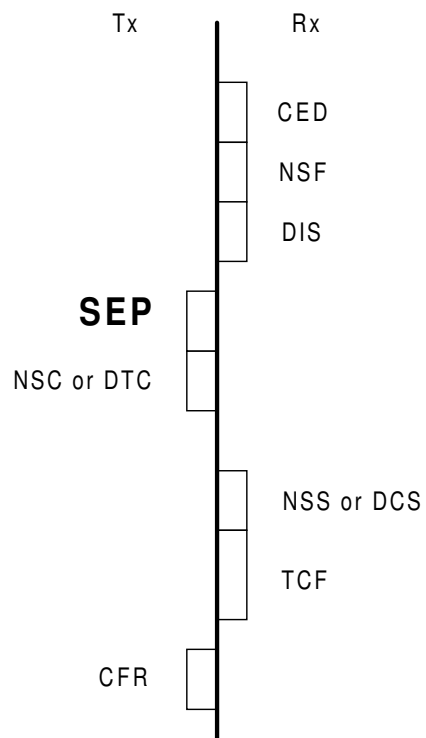 Tx Rx
CED
NSF
DIS
SEP
NSC or DTC
NSS or DCS
TCF
CFR